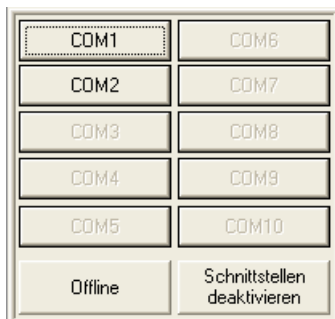 COM1
COM6
COM2
COM7
COM3
COM8
COM4
COM9
COM5
COM10
Offline
Schnittstellen
deaktivieren